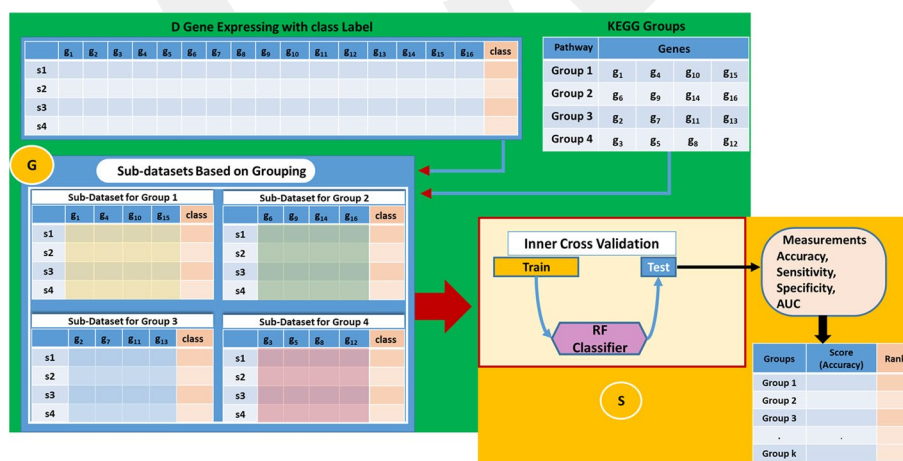 D Gene Expressing with class Label
g1 g2 g3 g4 g5 g6 g7 g8 g9 g10 g11 g12 g13 g14 g15 g16 class
s1
s2
s3
s4
KEGG Groups
Pathway Genes
Group 1 g1 g4 g10 g15
Group 2 g6 g9 g14 g16
Group 3 g2 g7 g11 g13
Group 4 g3 g5 g8 g12
G
Sub-datasets Based on Grouping
Sub-Dataset for Group 1
g1 g4 g10 g15 class
s1
s2
s3
s4
Sub-Dataset for Group 2
g6 g9 g14 g16 class
s1
s2
s3
s4
Sub-Dataset for Group 3
g2 g7 g11 g13 class
s1
s2
s3
s4
Sub-Dataset for Group 4
g3 g5 g8 g12 class
s1
s2
s3
s4
Inner Cross Validation
Train Test
RF
Classifier
S
Measurements
Accuracy,
Sensitivity,
Specificity,
AUC
Groups Score (Accuracy) Rank
Group 1
Group 2
Group 3
. .
Group k